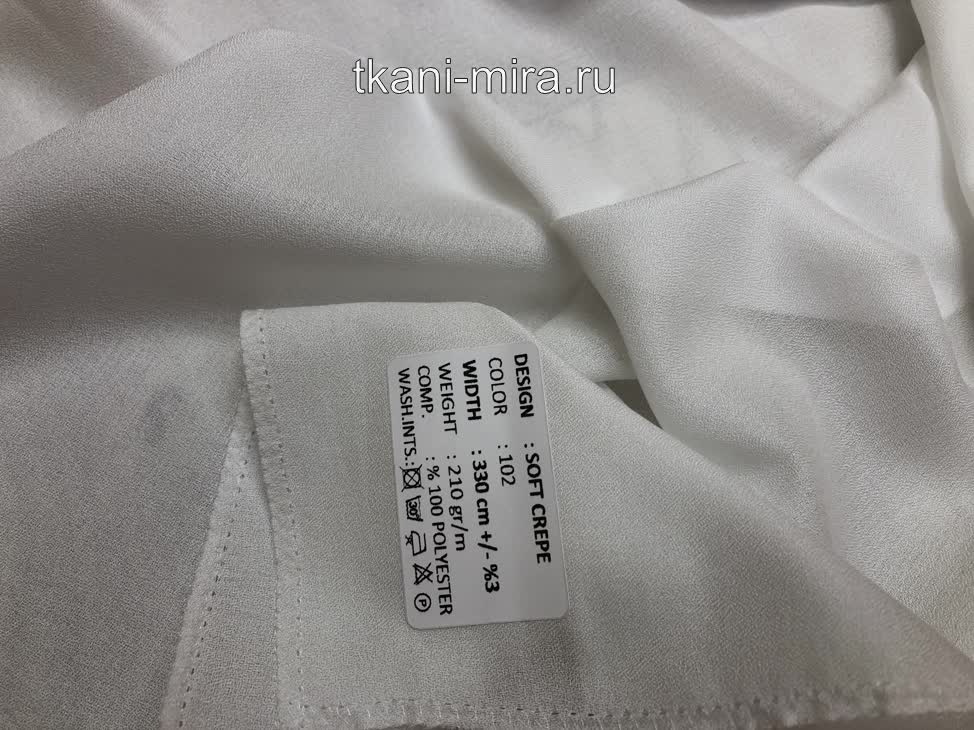 tkani-mira.ru
DESIGN : SOFT CREPE
COLOR : 102
WIDTH : 330 cm +/- %3
WEIGHT : 210 gr/m
COMP. : % 100 POLYESTER
WASH.INTS.: 30° P